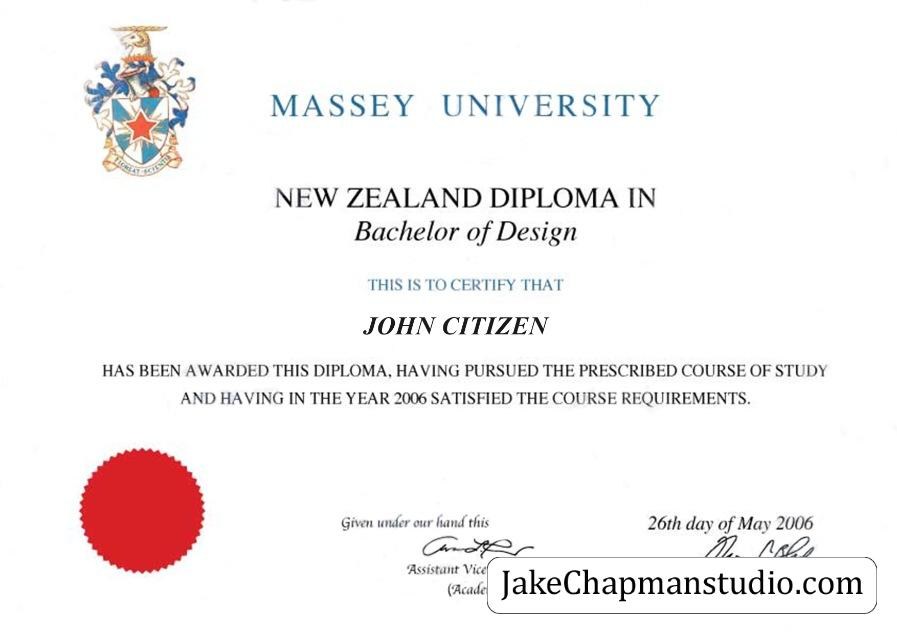 MASSEY UNIVERSITY
NEW ZEALAND DIPLOMA IN
Bachelor of Design
THIS IS TO CERTIFY THAT
JOHN CITIZEN
HAS BEEN AWARDED THIS DIPLOMA, HAVING PURSUED THE PRESCRIBED COURSE OF STUDY
AND HAVING IN THE YEAR 2006 SATISFIED THE COURSE REQUIREMENTS.
FLOREAT SCIENTIA
Given under our hand this
26th day of May 2006
Assistant Vice
(Acade
JakeChapmanstudio.com